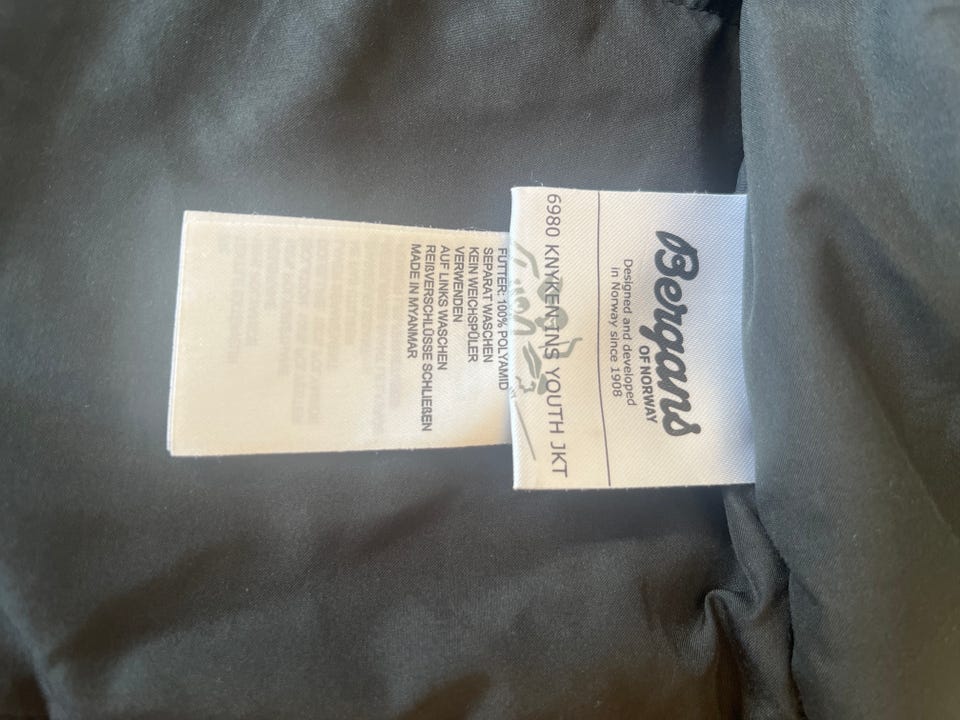 Bergans
OF NORWAY
Designed and developed
in Norway since 1908
6980 KNYKEN INS YOUTH JKT
FUTTER: 100% POLYAMID
SEPARAT WASCHEN
KEIN WEICHSPÜLER
VERWENDEN
AUF LINKS WASCHEN
REIẞVERSCHLÜSSE SCHLIEẞEN
MADE IN MYANMAR